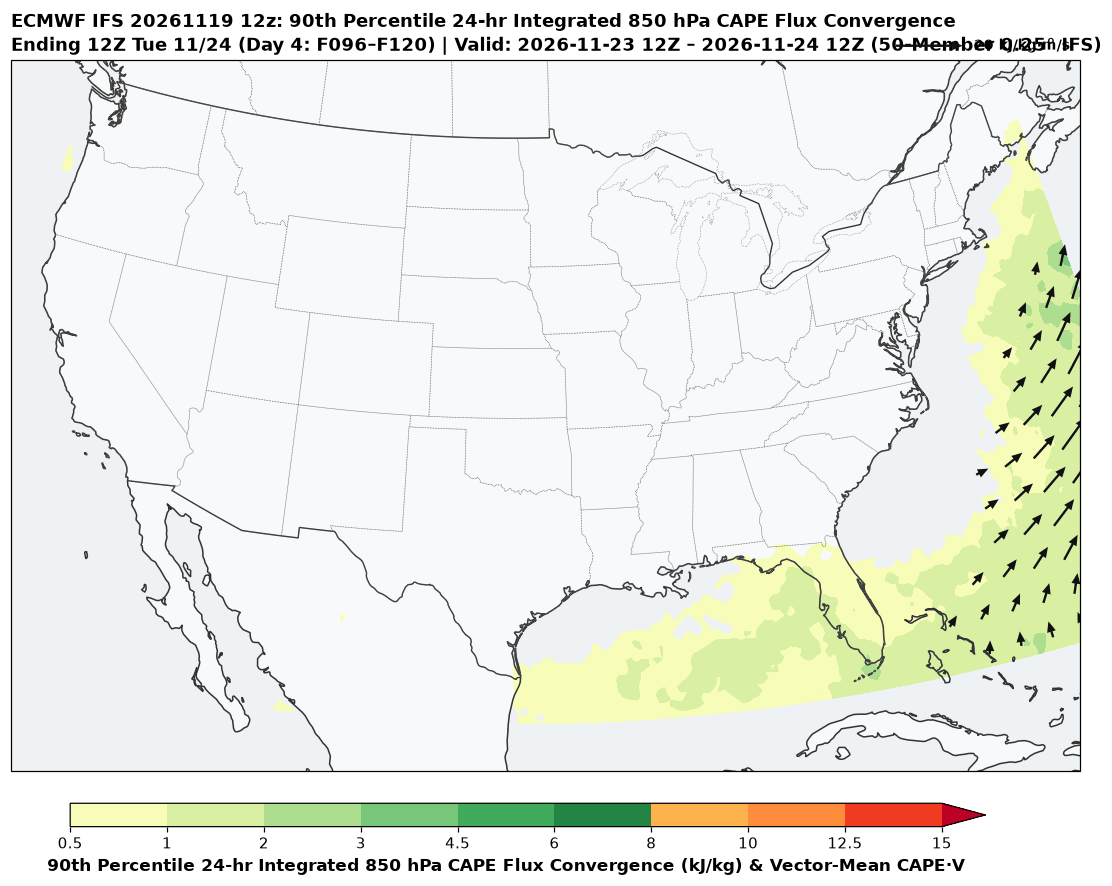 ECMWF IFS 20261119 12z: 90th Percentile 24-hr Integrated 850 hPa CAPE Flux Convergence
Ending 12Z Tue 11/24 (Day 4: F096–F120) | Valid: 2026-11-23 12Z – 2026-11-24 12Z (50-Member 0.25° IFS)
0.5 1 2 3 4.5 6 8 10 12.5 15
90th Percentile 24-hr Integrated 850 hPa CAPE Flux Convergence (kJ/kg) & Vector-Mean CAPE·V